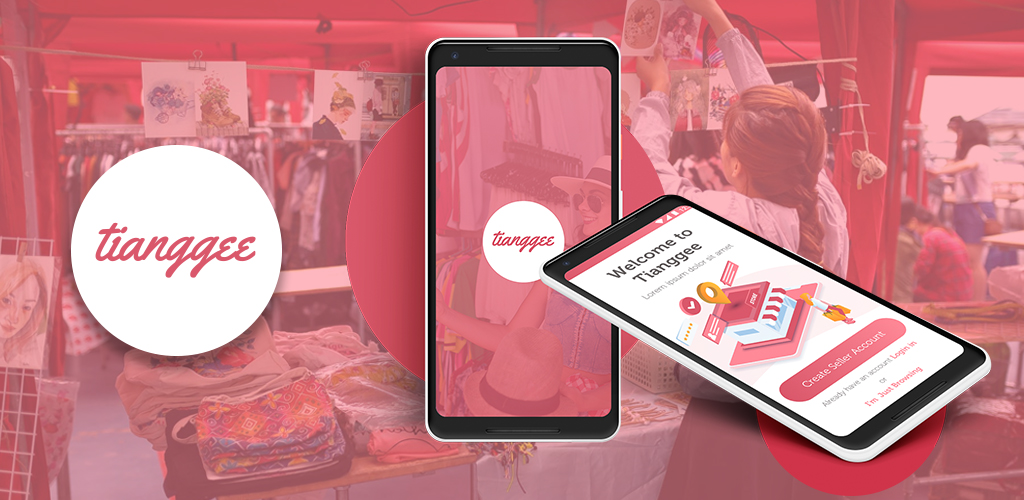 tianggee
tianggee
Welcome to
Tianggee
Lorem ipsum dolor sit amet
Create Seller Account
Already have an account Login in
or
I'm Just Browsing